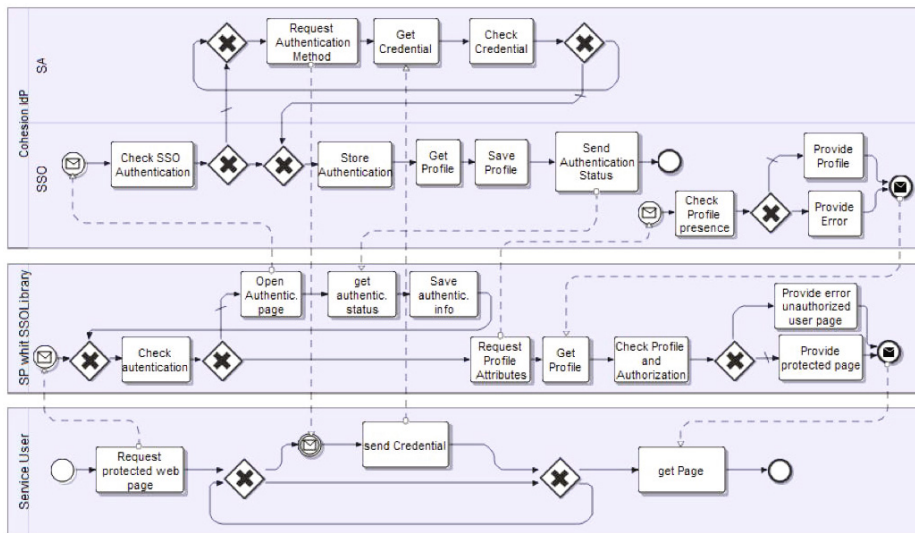 Cohesion IdP
SA
Request
Authentication
Method
Get
Credential
Check
Credential
SSO
Check SSO
Authentication
Store
Authentication
Get
Profile
Save
Profile
Send
Authentication
Status
Check
Profile
presence
Provide
Profile
Provide
Error
SP whit SSOLibrary
Open
Authentic.
page
get
authentic.
status
Save
authentic.
info
Check
autentication
Request
Profile
Attributes
Get
Profile
Check Profile
and
Authorization
Provide error
unauthorized
user page
Provide
protected page
Service User
Request
protected web
page
send Credential
get Page